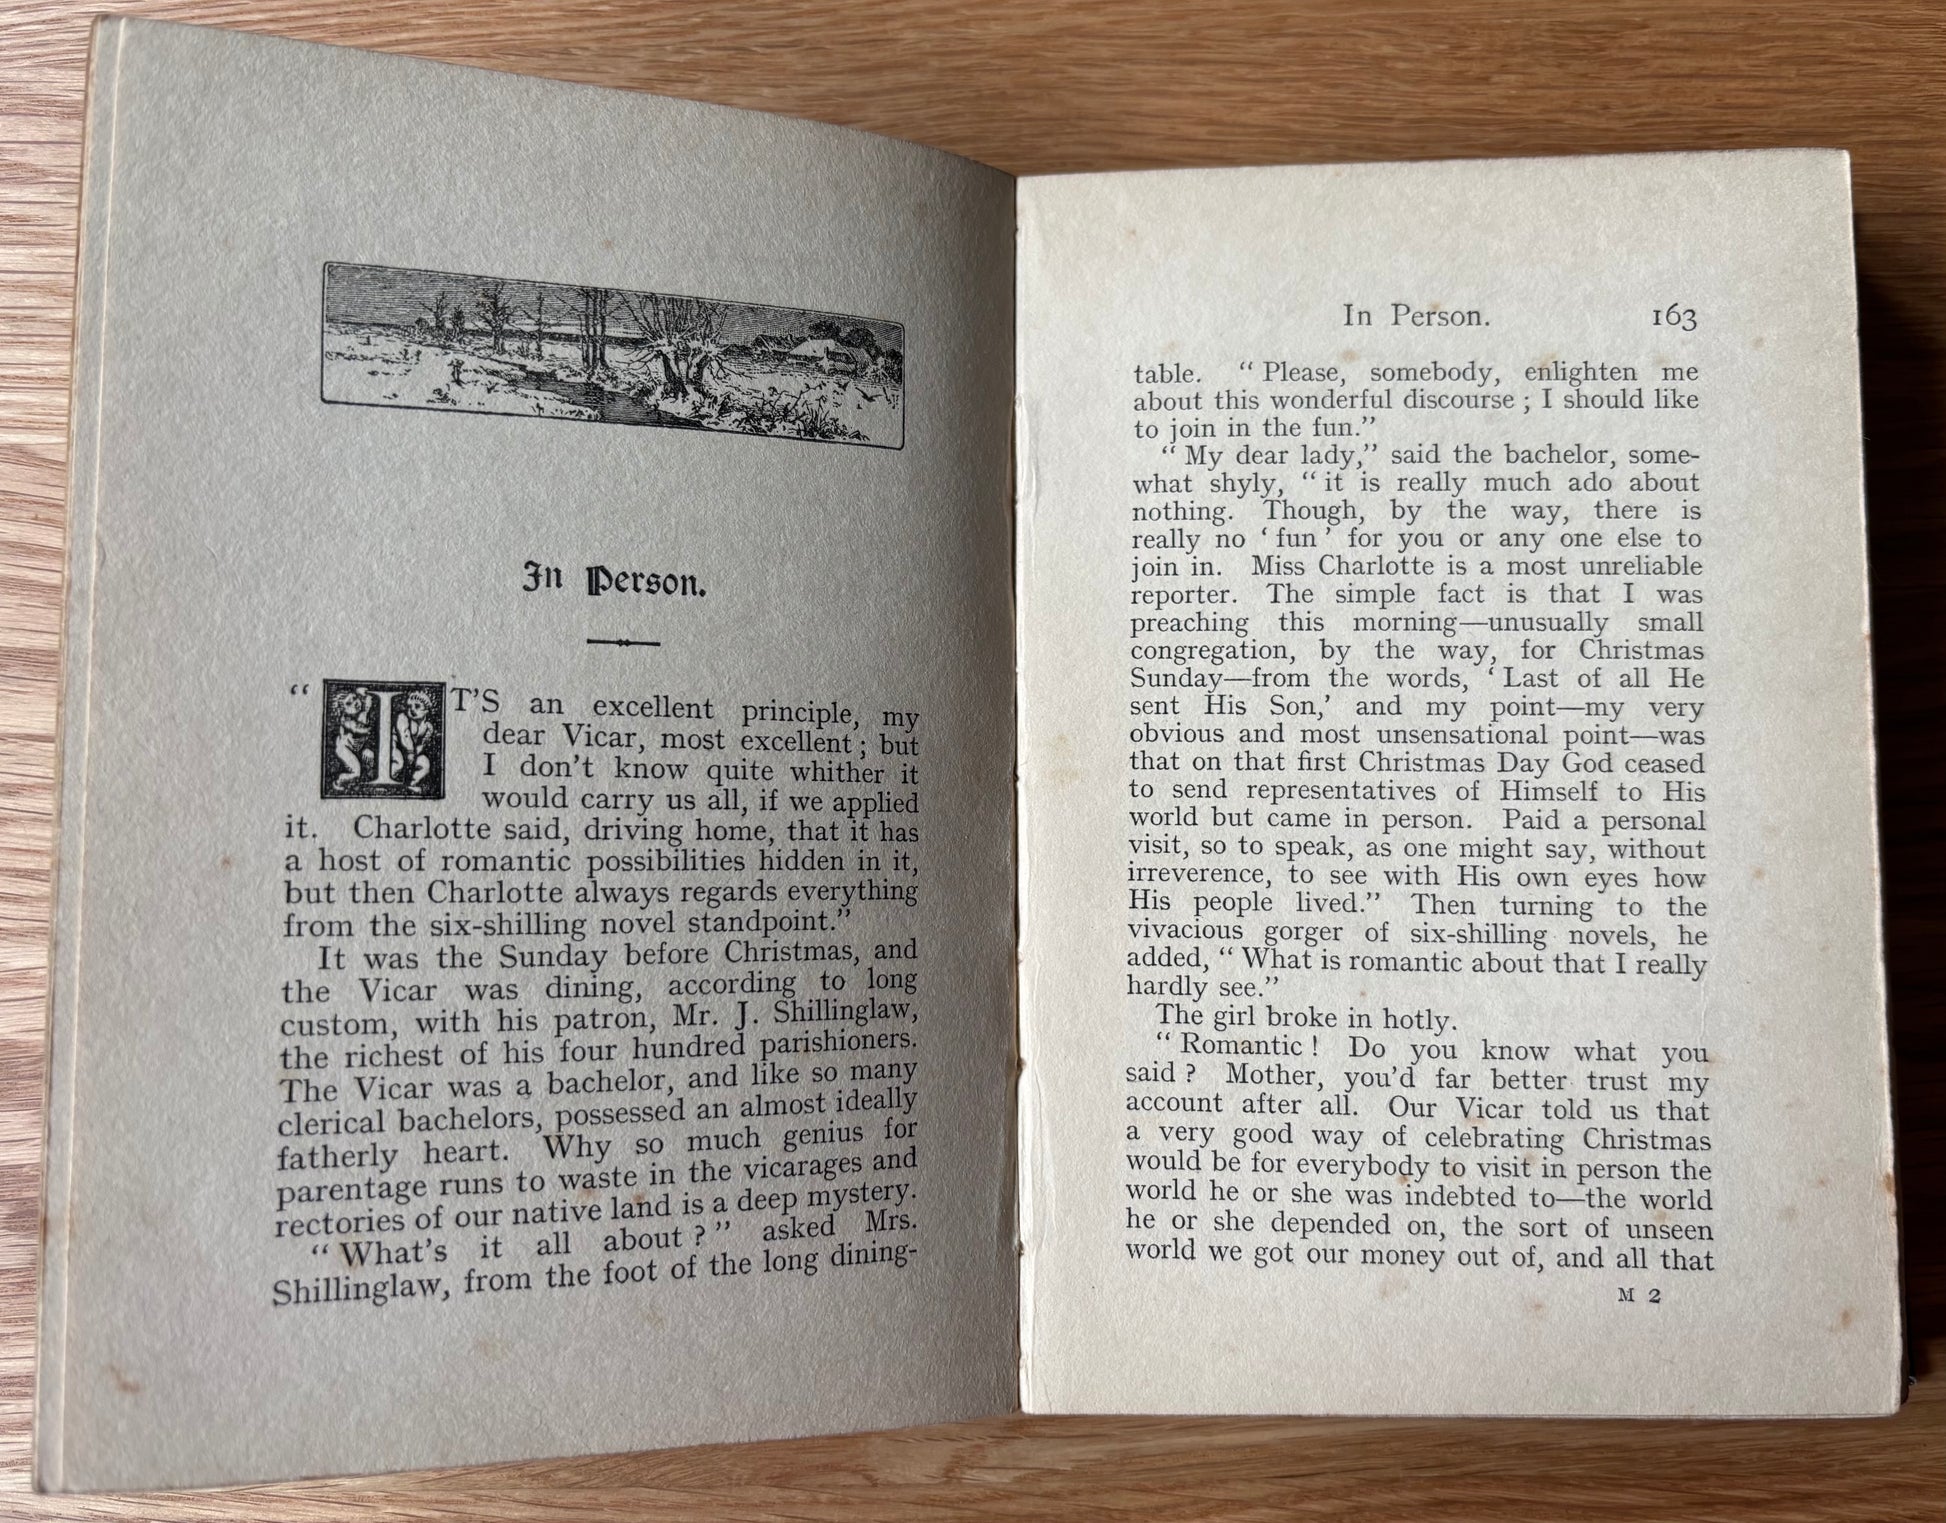 In Person.
“ IT’S an excellent principle, my
dear Vicar, most excellent ; but
I don’t know quite whither it
would carry us all, if we applied
it. Charlotte said, driving home, that it has
a host of romantic possibilities hidden in it,
but then Charlotte always regards everything
from the six-shilling novel standpoint.”
It was the Sunday before Christmas, and
the Vicar was dining, according to long
custom, with his patron, Mr. J. Shillinglaw,
the richest of his four hundred parishioners.
The Vicar was a bachelor, and like so many
clerical bachelors, possessed an almost ideally
fatherly heart. Why so much genius for
parentage runs to waste in the vicarages and
rectories of our native land is a deep mystery.
“ What’s it all about ? ” asked Mrs.
Shillinglaw, from the foot of the long dining-
In Person. 163
table. “ Please, somebody, enlighten me
about this wonderful discourse ; I should like
to join in the fun.”
“ My dear lady,” said the bachelor, some-
what shyly, “ it is really much ado about
nothing. Though, by the way, there is
really no ‘ fun ’ for you or any one else to
join in. Miss Charlotte is a most unreliable
reporter. The simple fact is that I was
preaching this morning—unusually small
congregation, by the way, for Christmas
Sunday—from the words, ‘ Last of all He
sent His Son,’ and my point—my very
obvious and most unsensational point—was
that on that first Christmas Day God ceased
to send representatives of Himself to His
world but came in person. Paid a personal
visit, so to speak, as one might say, without
irreverence, to see with His own eyes how
His people lived.” Then turning to the
vivacious gorger of six-shilling novels, he
added, “ What is romantic about that I really
hardly see.”
The girl broke in hotly.
“ Romantic ! Do you know what you
said ? Mother, you’d far better trust my
account after all. Our Vicar told us that
a very good way of celebrating Christmas
would be for everybody to visit in person the
world he or she was indebted to—the world
he or she depended on, the sort of unseen
world we got our money out of, and all that
M 2